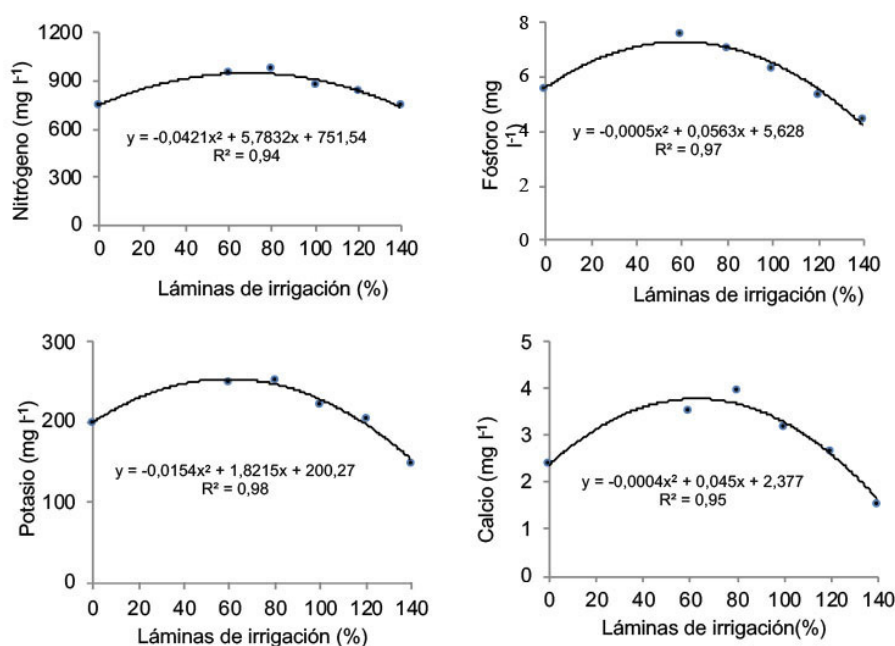 Nitrógeno (mg l-1)
1200
900
600
300
0
y = -0,0421x² + 5,7832x + 751,54
R² = 0,94
0 20 40 60 80 100 120 140
Láminas de irrigación (%)
Fósforo (mg
l-1)
8
6
4
2
0
y = -0,0005x² + 0,0563x + 5,628
R² = 0,97
0 20 40 60 80 100 120 140
Láminas de irrigación (%)
Potasio (mg l-1)
300
200
100
0
y = -0,0154x² + 1,8215x + 200,27
R² = 0,98
0 20 40 60 80 100 120 140
Láminas de irrigación (%)
Calcio (mg l-1)
5
4
3
2
1
0
y = -0,0004x² + 0,045x + 2,377
R² = 0,95
0 20 40 60 80 100 120 140
Láminas de irrigación(%)